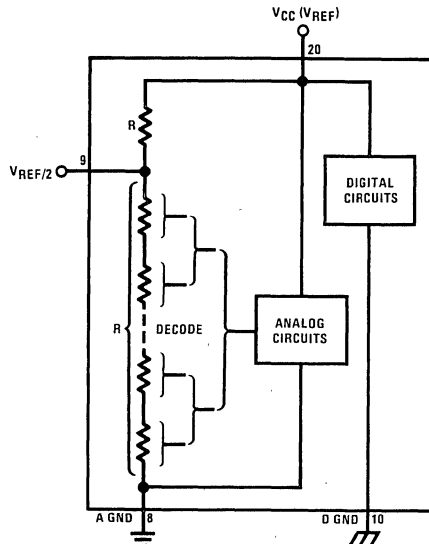 VCC (VREF)
20
R
9
VREF/2
DIGITAL
CIRCUITS
R
DECODE
ANALOG
CIRCUITS
A GND
8
D GND
10